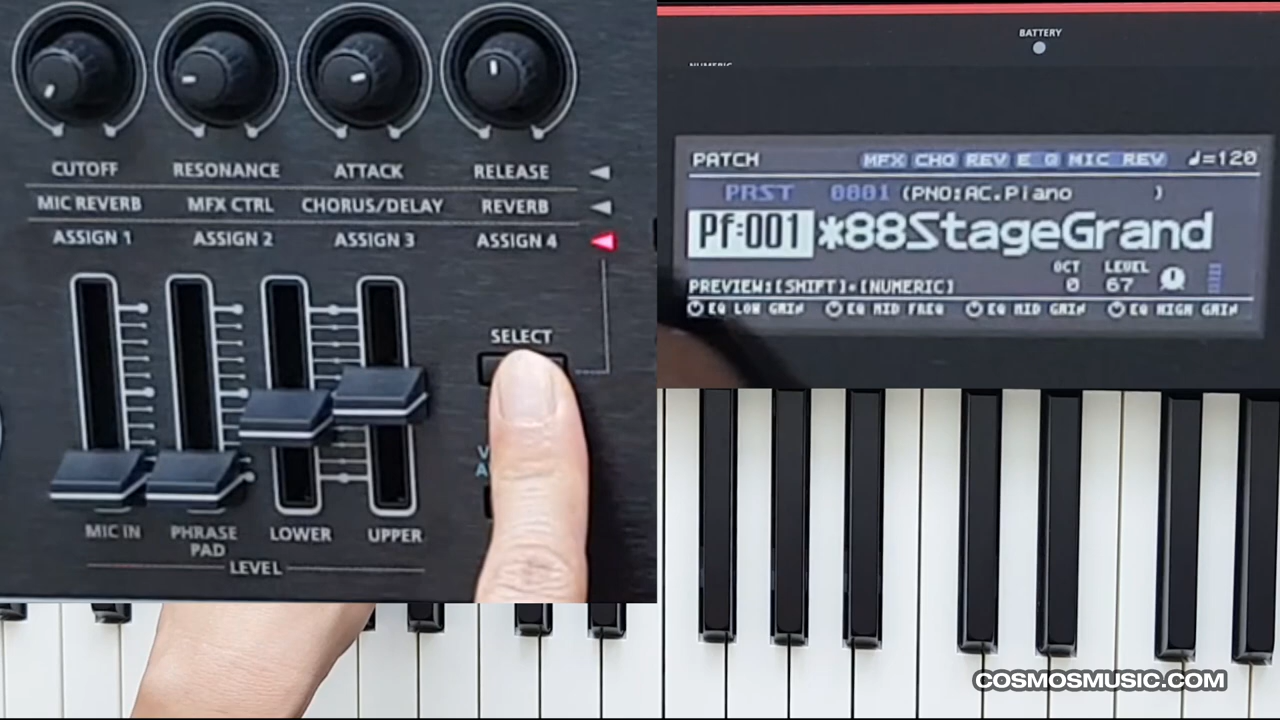 CUTOFF RESONANCE ATTACK RELEASE
MIC REVERB MFX CTRL CHORUS/DELAY REVERB
ASSIGN 1 ASSIGN 2 ASSIGN 3 ASSIGN 4
SELECT
MIC IN PHRASE PAD LOWER UPPER
LEVEL
BATTERY
NUMERIC
PATCH MFX CHO REV E Q MIC REV ♩=120
PRST 0001 (PNO:AC.Piano )
Pf:001 *88StageGrand
OCT LEVEL
0 67
PREVIEW:[SHIFT]+[NUMERIC]
EQ LOW GAIN EQ MID FREQ EQ MID GAIN EQ HIGH GAIN
COSMOSMUSIC.COM